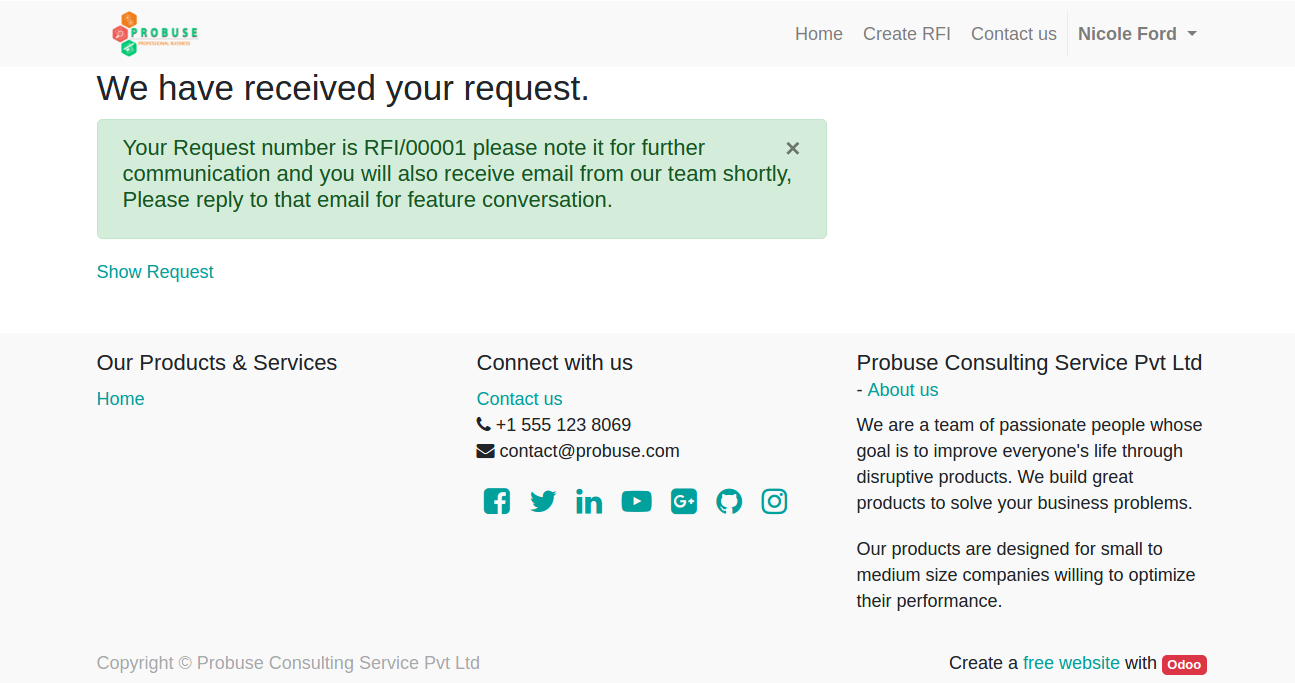 PROBUSE
PROFESSIONAL BUSINESS
Home Create RFI Contact us Nicole Ford
We have received your request.
Your Request number is RFI/00001 please note it for further ×
communication and you will also receive email from our team shortly,
Please reply to that email for feature conversation.
Show Request
Our Products & Services
Home
Connect with us
Contact us
+1 555 123 8069
contact@probuse.com
Probuse Consulting Service Pvt Ltd
- About us
We are a team of passionate people whose
goal is to improve everyone's life through
disruptive products. We build great
products to solve your business problems.
Our products are designed for small to
medium size companies willing to optimize
their performance.
Copyright © Probuse Consulting Service Pvt Ltd
Create a free website with Odoo